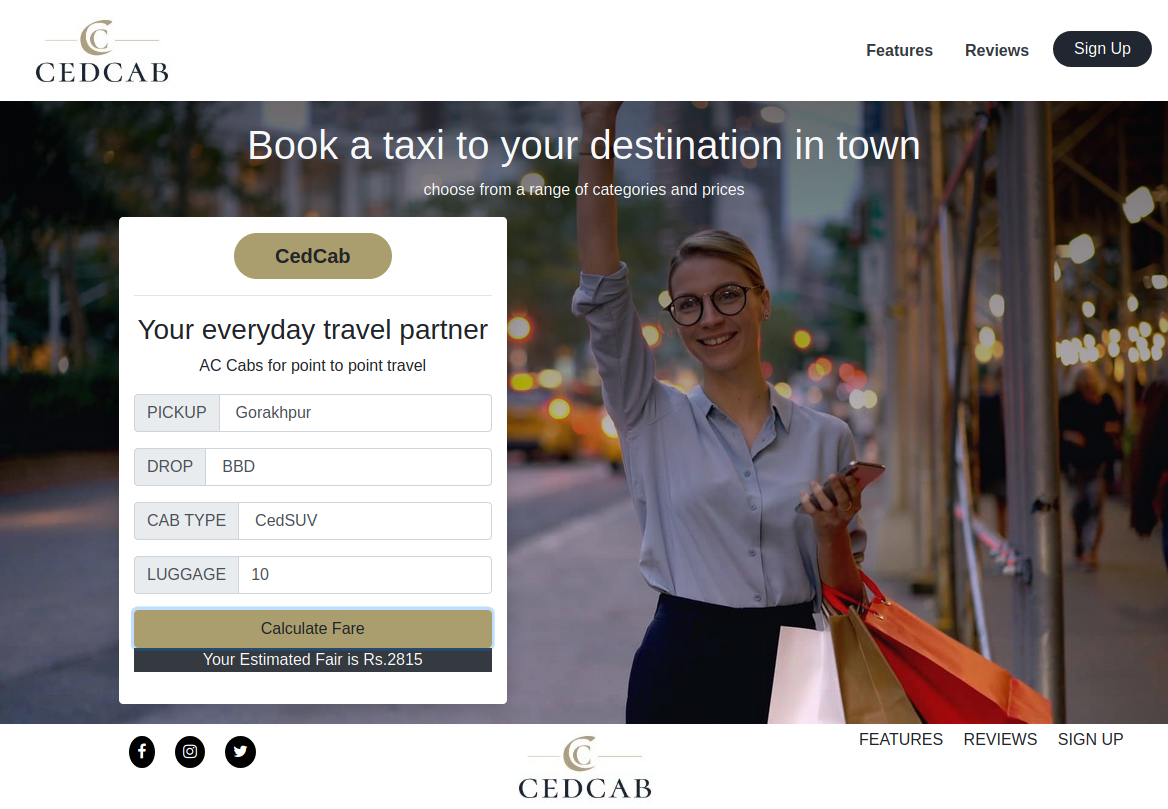 CEDCAB
Features
Reviews
Sign Up
Book a taxi to your destination in town
choose from a range of categories and prices
CedCab
Your everyday travel partner
AC Cabs for point to point travel
PICKUP Gorakhpur
DROP BBD
CAB TYPE CedSUV
LUGGAGE 10
Calculate Fare
Your Estimated Fair is Rs.2815
CEDCAB
FEATURES
REVIEWS
SIGN UP